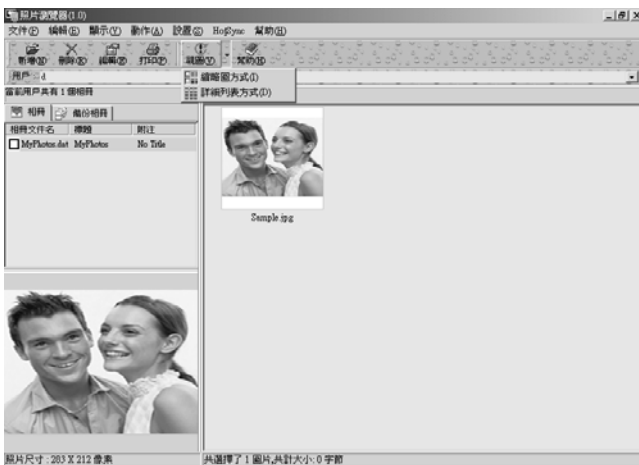 照片瀏覽器(1.0)
文件(F) 編輯(E) 顯示(V) 動作(A) 設置(G) HotSync 幫助(H)
新增(N) 刪除(R) 編輯(E) 打印(P) 視圖(V) 幫助(H)
用戶 : d
縮略圖方式(I)
詳細列表方式(D)
當前用戶共有 1 個相冊
相冊 備份相冊
相冊文件名 標題 附注
MyPhotos.dat MyPhotos No Title
Sample.jpg
照片尺寸 : 283 X 212 像素
共選擇了 1 圖片,共計大小: 0 字節